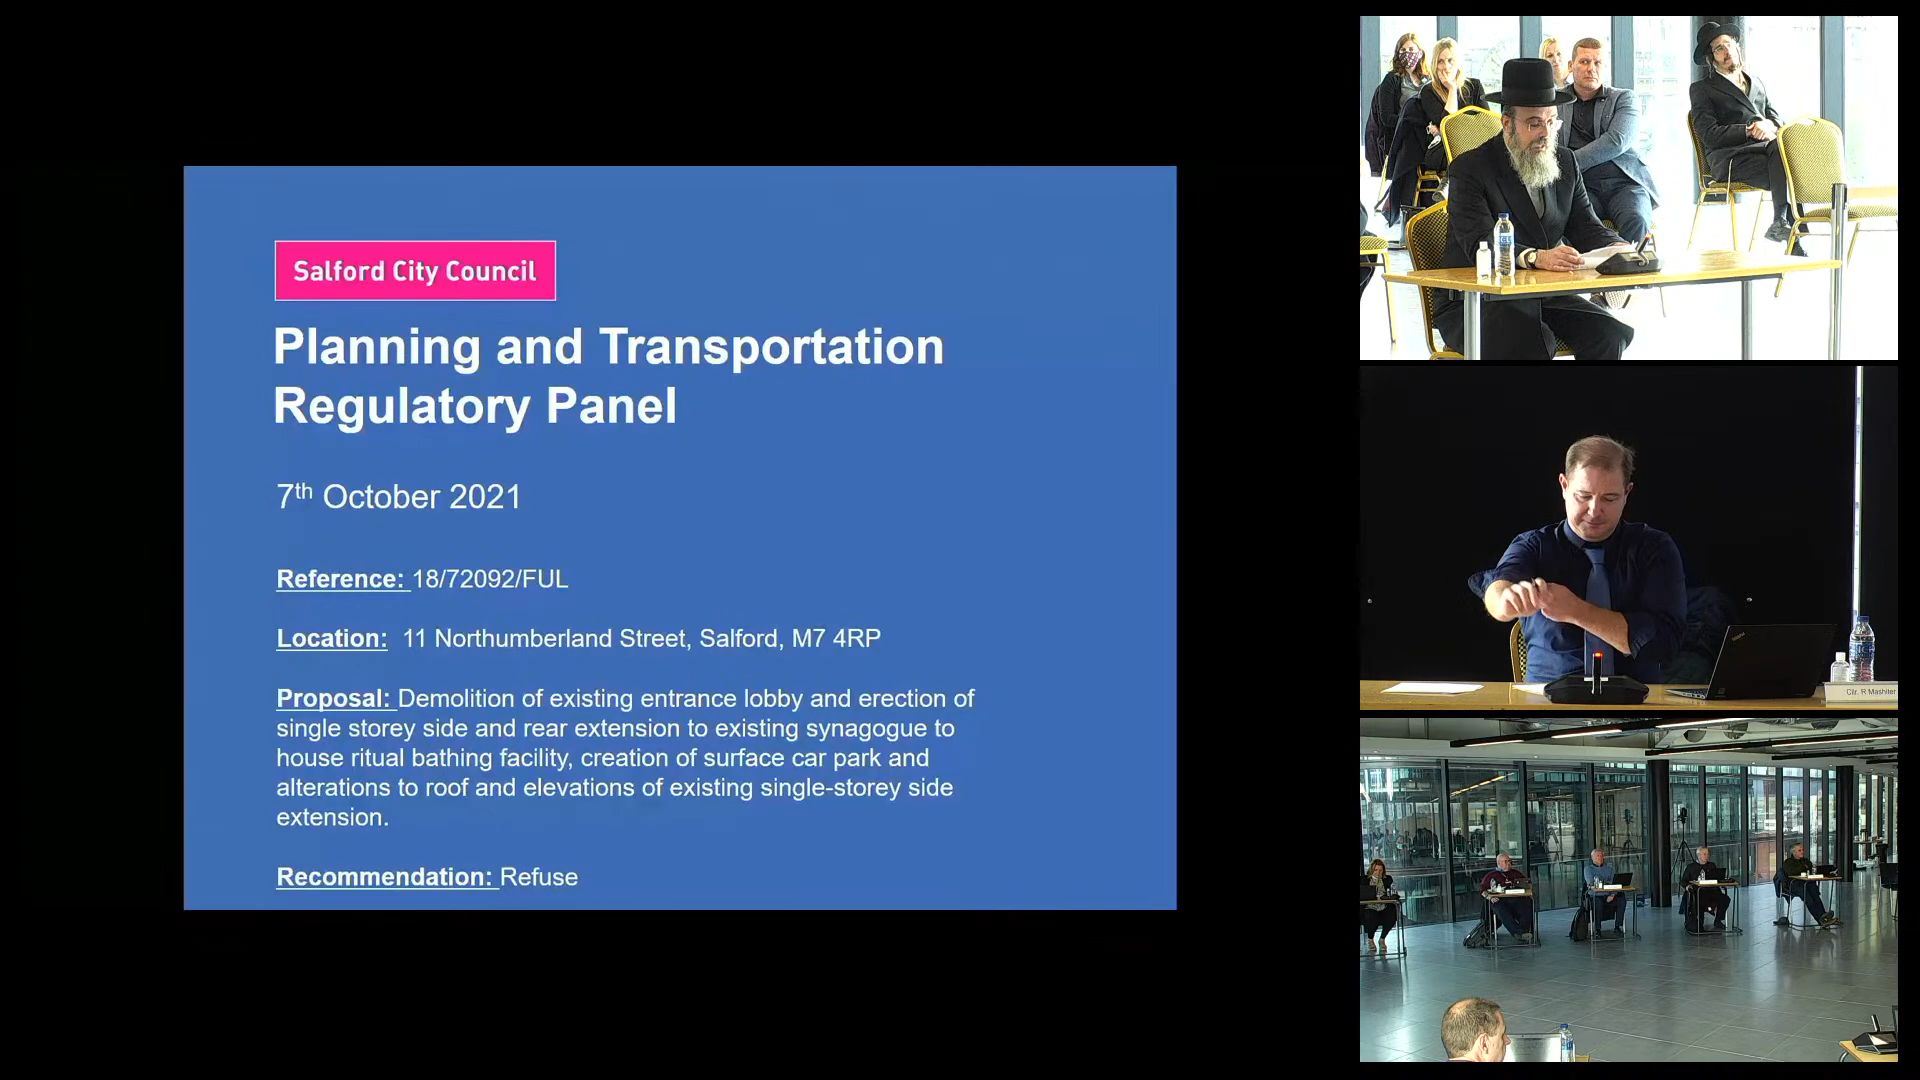 Salford City Council
Planning and Transportation
Regulatory Panel
7th October 2021
Reference: 18/72092/FUL
Location: 11 Northumberland Street, Salford, M7 4RP
Proposal: Demolition of existing entrance lobby and erection of
single storey side and rear extension to existing synagogue to
house ritual bathing facility, creation of surface car park and
alterations to roof and elevations of existing single-storey side
extension.
Recommendation: Refuse
Cllr. R Mashiter